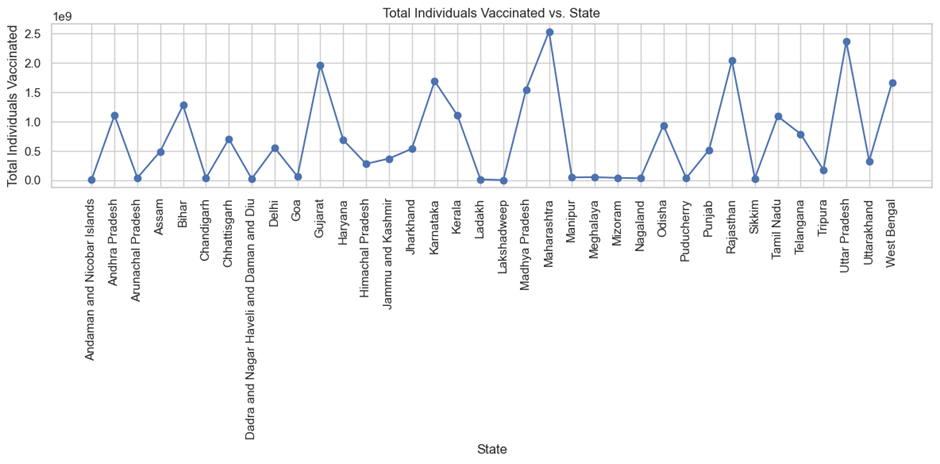 Total Individuals Vaccinated vs. State
1e9
Total Individuals Vaccinated
2.5
2.0
1.5
1.0
0.5
0.0
Andaman and Nicobar Islands
Andhra Pradesh
Arunachal Pradesh
Assam
Bihar
Chandigarh
Chhattisgarh
Dadra and Nagar Haveli and Daman and Diu
Delhi
Goa
Gujarat
Haryana
Himachal Pradesh
Jammu and Kashmir
Jharkhand
Karnataka
Kerala
Ladakh
Lakshadweep
Madhya Pradesh
Maharashtra
Manipur
Meghalaya
Mizoram
Nagaland
Odisha
Puducherry
Punjab
Rajasthan
Sikkim
Tamil Nadu
Telangana
Tripura
Uttar Pradesh
Uttarakhand
West Bengal
State